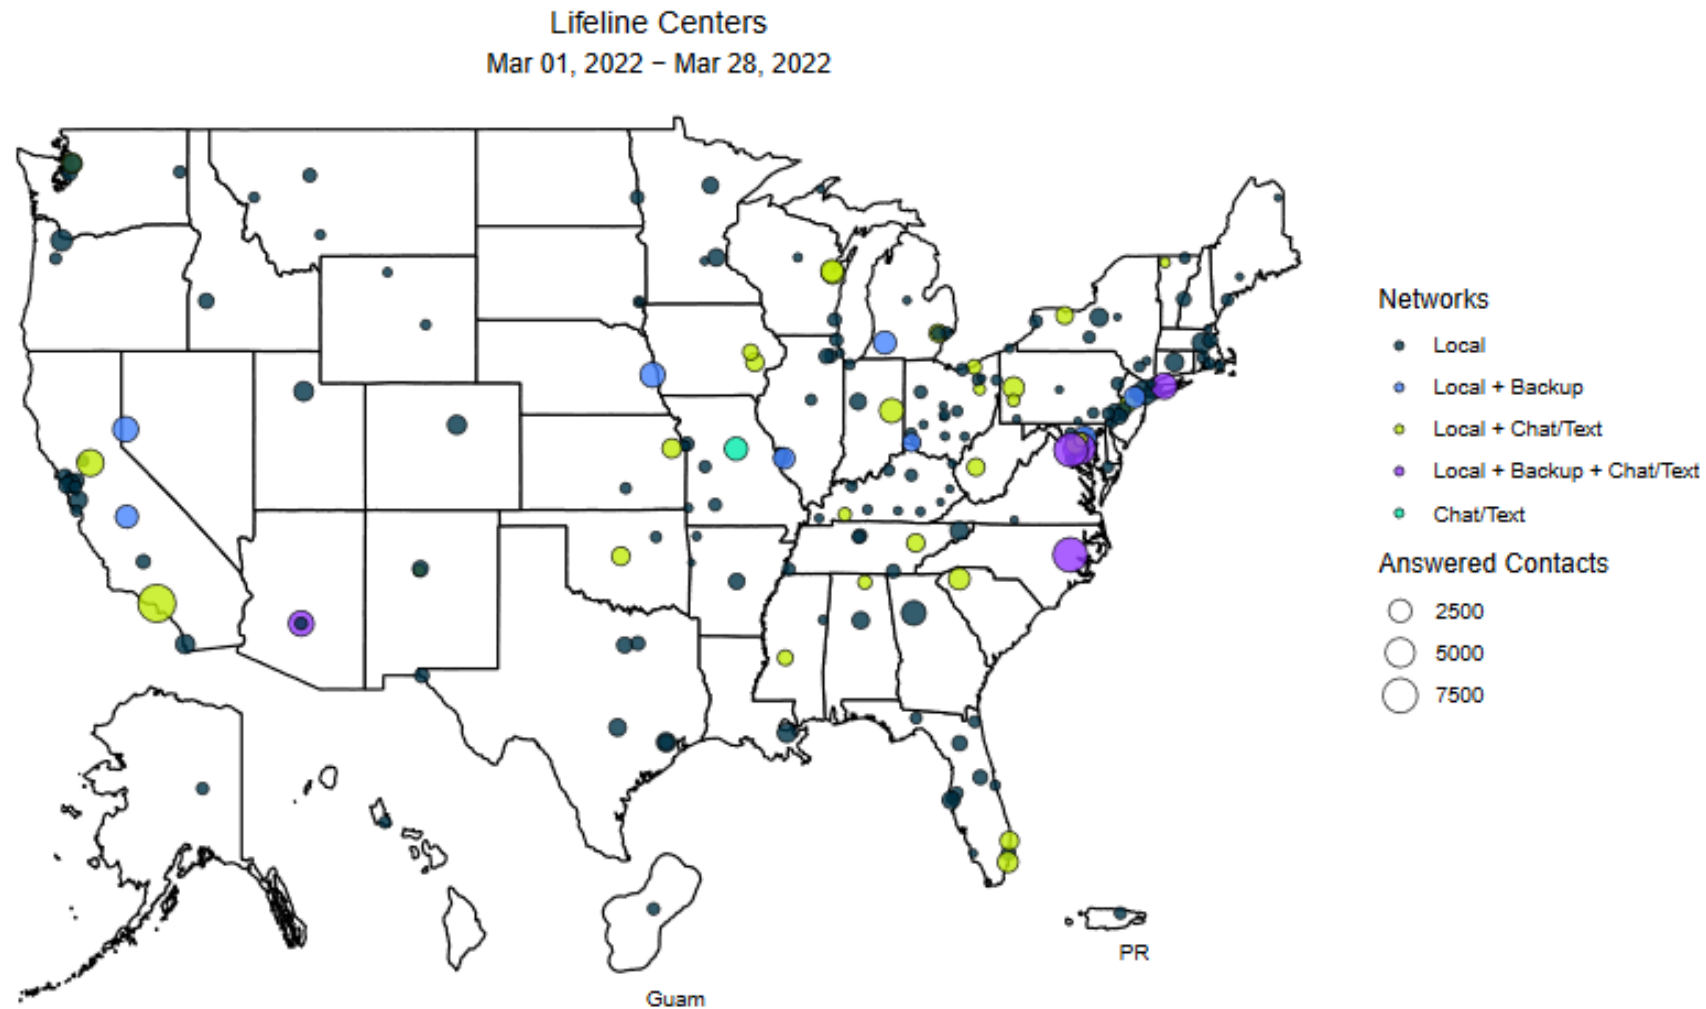 Lifeline Centers
Mar 01, 2022 − Mar 28, 2022
Networks
Local
Local + Backup
Local + Chat/Text
Local + Backup + Chat/Text
Chat/Text
Answered Contacts
2500
5000
7500
PR
Guam